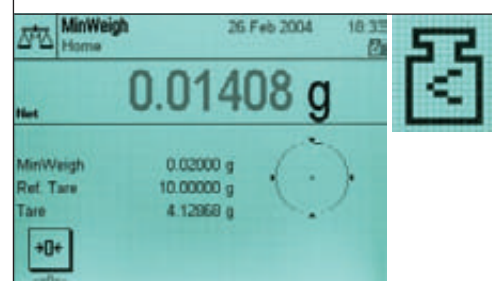 MinWeigh 26 Feb 2004 18:33
Home
0.01408 g
Net
MinWeigh 0.02000 g
Ref. Tare 10.00000 g
Tare 4.12868 g
→0←